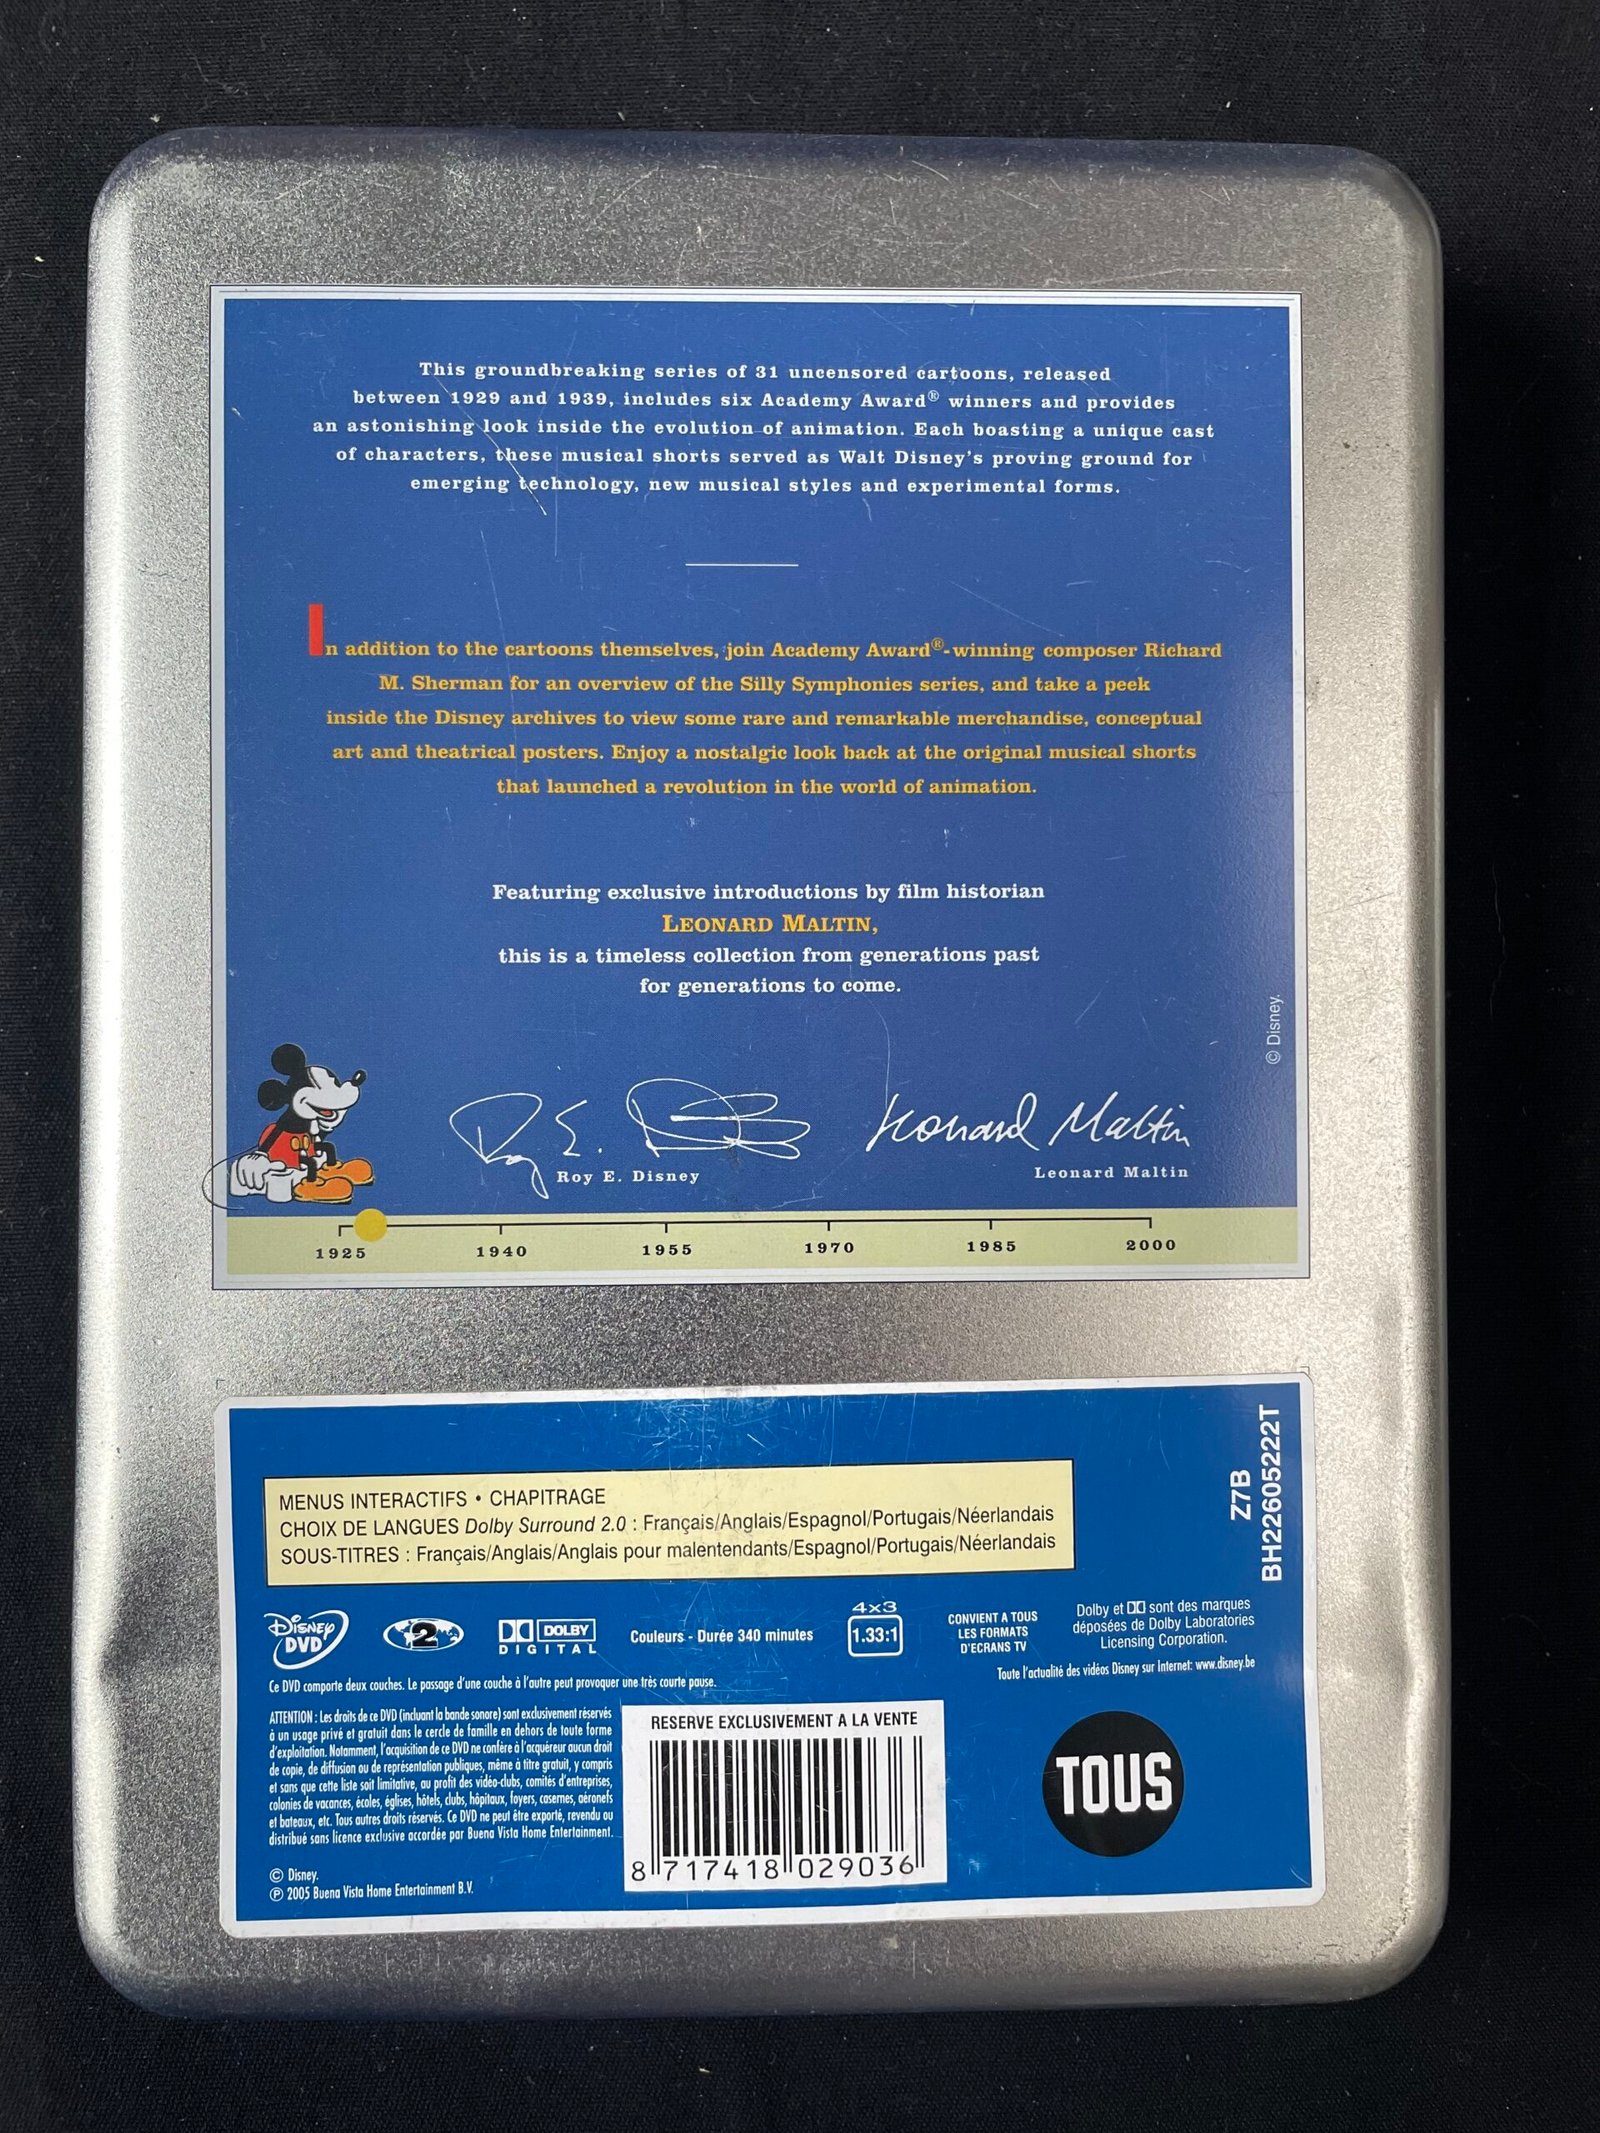 This groundbreaking series of 31 uncensored cartoons, released
between 1929 and 1939, includes six Academy Award® winners and provides
an astonishing look inside the evolution of animation. Each boasting a unique cast
of characters, these musical shorts served as Walt Disney's proving ground for
emerging technology, new musical styles and experimental forms.
In addition to the cartoons themselves, join Academy Award®-winning composer Richard
M. Sherman for an overview of the Silly Symphonies series, and take a peek
inside the Disney archives to view some rare and remarkable merchandise, conceptual
art and theatrical posters. Enjoy a nostalgic look back at the original musical shorts
that launched a revolution in the world of animation.
Featuring exclusive introductions by film historian
LEONARD MALTIN,
this is a timeless collection from generations past
for generations to come.
© Disney.
Roy E. Disney
Leonard Maltin
Roy E. Disney
Leonard Maltin
1925 1940 1955 1970 1985 2000
MENUS INTERACTIFS • CHAPITRAGE
CHOIX DE LANGUES Dolby Surround 2.0 : Français/Anglais/Espagnol/Portugais/Néerlandais
SOUS-TITRES : Français/Anglais/Anglais pour malentendants/Espagnol/Portugais/Néerlandais
Z7B
BH22605222T
DISNEY
DVD
2
DOLBY
DIGITAL
Couleurs - Durée 340 minutes
4x3
1.33:1
CONVIENT A TOUS
LES FORMATS
D'ECRANS TV
Dolby et DD sont des marques
déposées de Dolby Laboratories
Licensing Corporation.
Toute l'actualité des vidéos Disney sur Internet: www.disney.be
Ce DVD comporte deux couches. Le passage d'une couche à l'autre peut provoquer une très courte pause.
ATTENTION : Les droits de ce DVD (incluant la bande sonore) sont exclusivement réservés
à un usage privé et gratuit dans le cercle de famille en dehors de toute forme
d'exploitation. Notamment, l'acquisition de ce DVD ne confère à l'acquéreur aucun droit
de copie, de diffusion ou de représentation publiques, même à titre gratuit, y compris
et sans que cette liste soit limitative, au profit des vidéo-clubs, comités d'entreprises,
colonies de vacances, écoles, églises, hôtels, clubs, hôpitaux, foyers, casernes, aéronefs
et bateaux, etc. Tous autres droits réservés. Ce DVD ne peut être exporté, revendu ou
distribué sans licence exclusive accordée par Buena Vista Home Entertainment.
© Disney.
℗ 2005 Buena Vista Home Entertainment B.V.
RESERVE EXCLUSIVEMENT A LA VENTE
8 717418 029036
TOUS